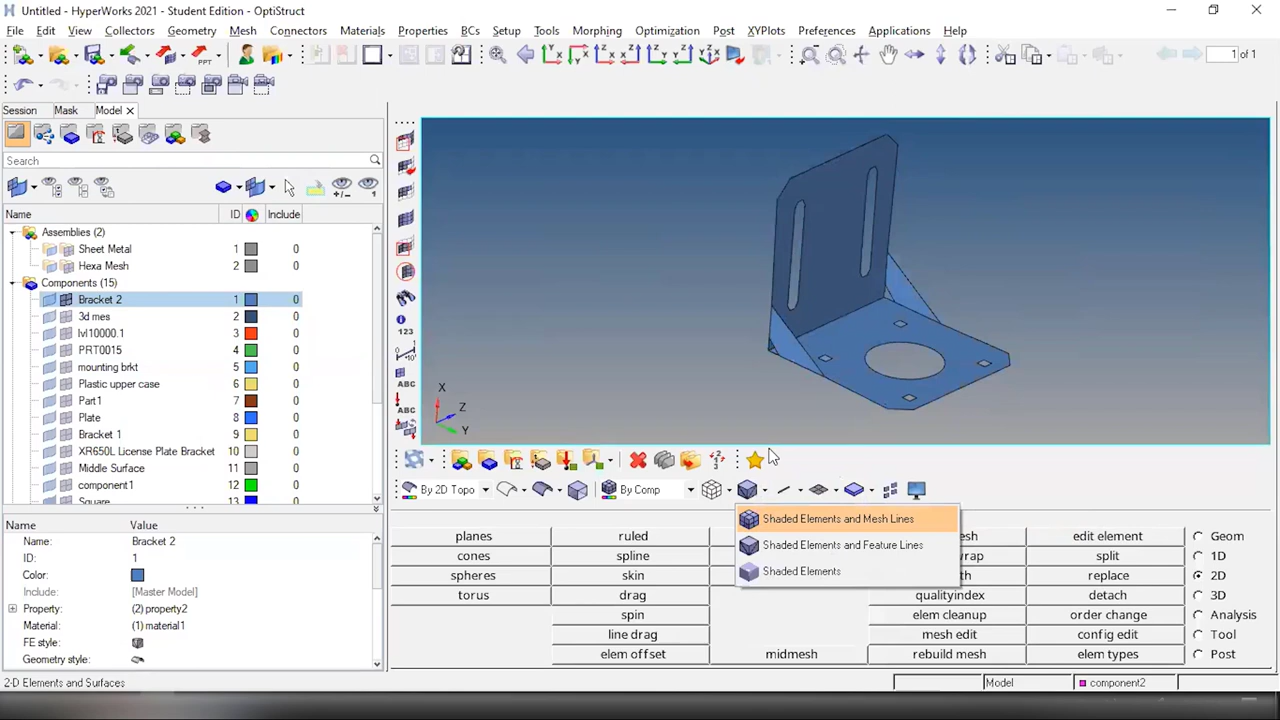 Untitled - HyperWorks 2021 - Student Edition - OptiStruct
File Edit View Collectors Geometry Mesh Connectors Materials Properties BCs Setup Tools Morphing Optimization Post XYPlots Preferences Applications Help
PPT
1 of 1
Session Mask Model
Search
Name ID Include
Assemblies (2)
Sheet Metal 1 0
Hexa Mesh 2 0
Components (15)
Bracket 2 1 0
3d mes 2 0
lvl10000.1 3 0
PRT0015 4 0
mounting brkt 5 0
Plastic upper case 6 0
Part1 7 0
Plate 8 0
Bracket 1 9 0
XR650L License Plate Bracket 10 0
Middle Surface 11 0
component1 12 0
Square 13 0
Name Value
Name: Bracket 2
ID: 1
Color:
Include: [Master Model]
Property: (2) property2
Material: (1) material1
FE style:
Geometry style:
123
ABC
ABC
X
Z
Y
By 2D Topo By Comp
Shaded Elements and Mesh Lines
Shaded Elements and Feature Lines
Shaded Elements
planes ruled edit element Geom
cones spline split 1D
spheres skin replace 2D
torus drag qualityindex detach 3D
spin elem cleanup order change Analysis
line drag mesh edit config edit Tool
elem offset midmesh rebuild mesh elem types Post
2-D Elements and Surfaces Model component2